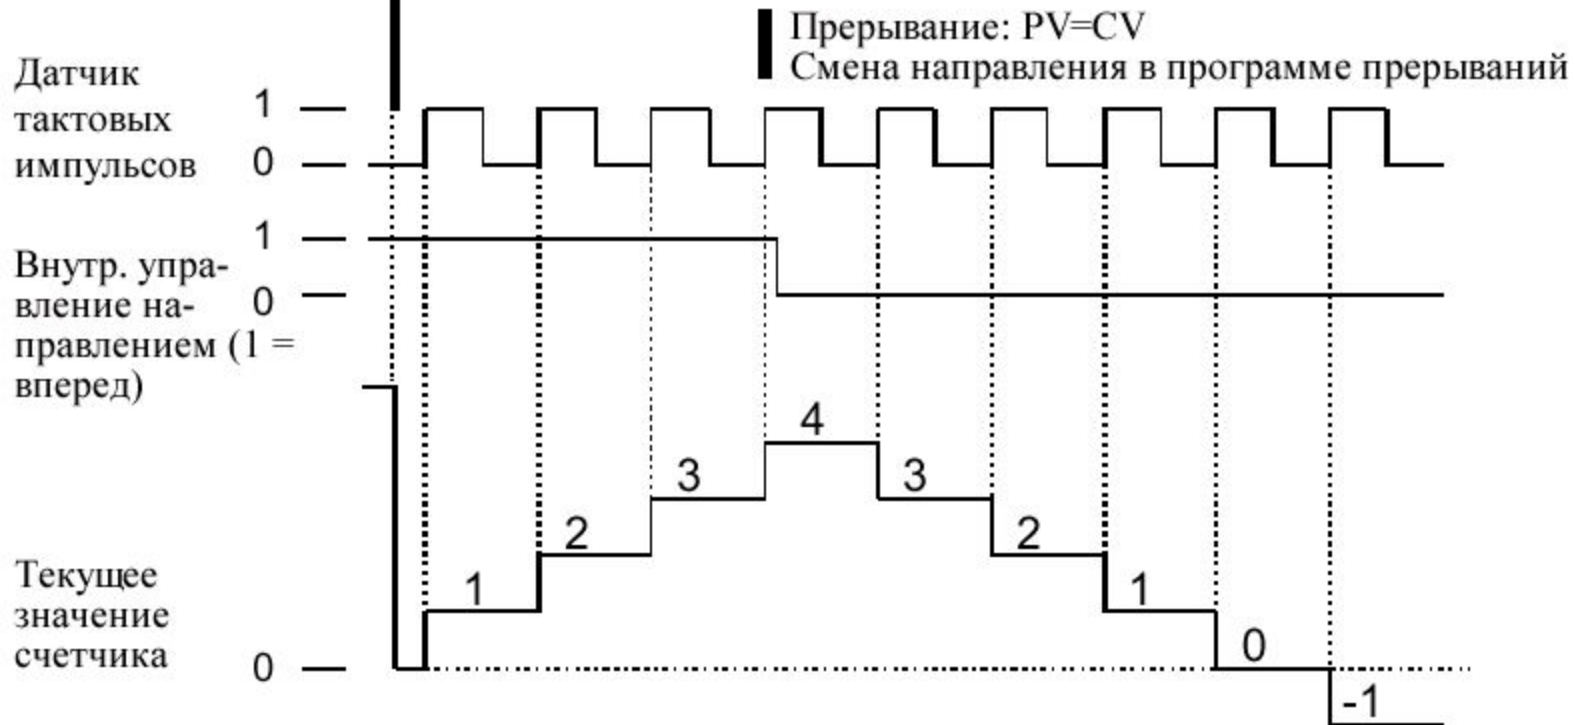 Прерывание: PV=CV
Смена направления в программе прерываний
Датчик
тактовых
импульсов
1
0
Внутр. упра-
вление на-
правлением (1 =
вперед)
1
0
4
3
3
2
2
1
1
0
-1
Текущее
значение
счетчика
0